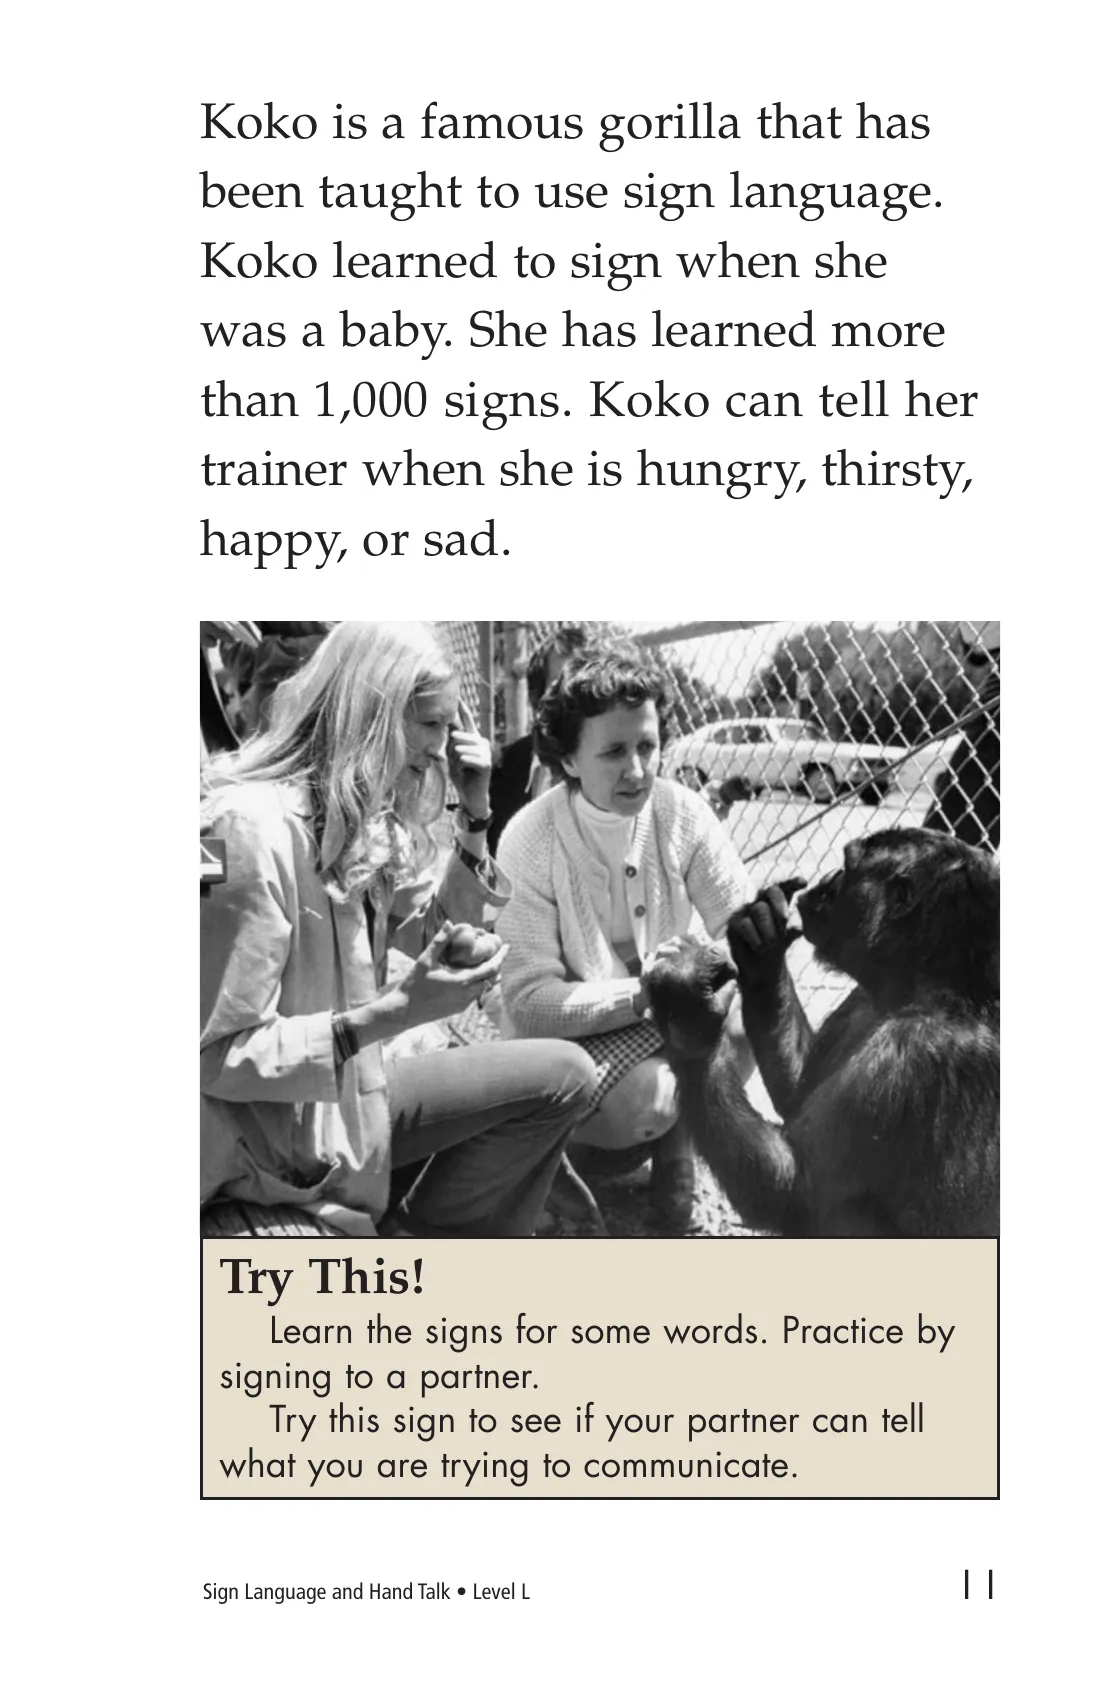 Koko is a famous gorilla that has
been taught to use sign language.
Koko learned to sign when she
was a baby. She has learned more
than 1,000 signs. Koko can tell her
trainer when she is hungry, thirsty,
happy, or sad.
Try This!
Learn the signs for some words. Practice by
signing to a partner.
Try this sign to see if your partner can tell
what you are trying to communicate.
Sign Language and Hand Talk • Level L
11